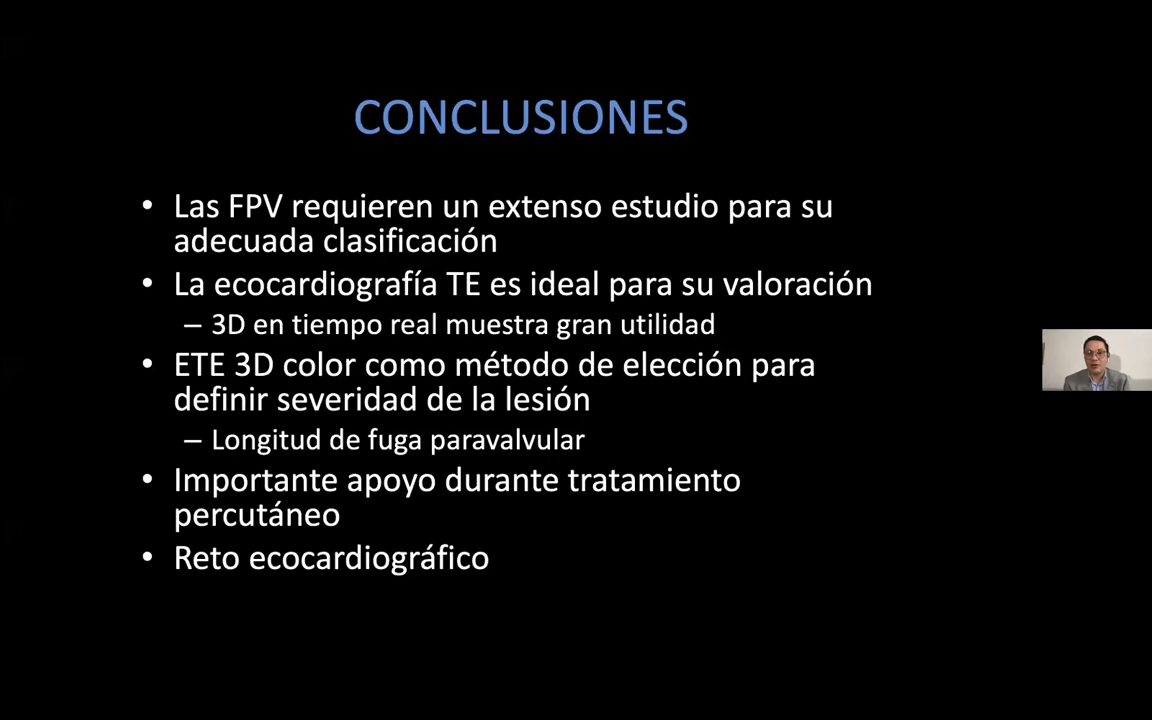 CONCLUSIONES
• Las FPV requieren un extenso estudio para su
adecuada clasificación
• La ecocardiografía TE es ideal para su valoración
– 3D en tiempo real muestra gran utilidad
• ETE 3D color como método de elección para
definir severidad de la lesión
– Longitud de fuga paravalvular
• Importante apoyo durante tratamiento
percutáneo
• Reto ecocardiográfico